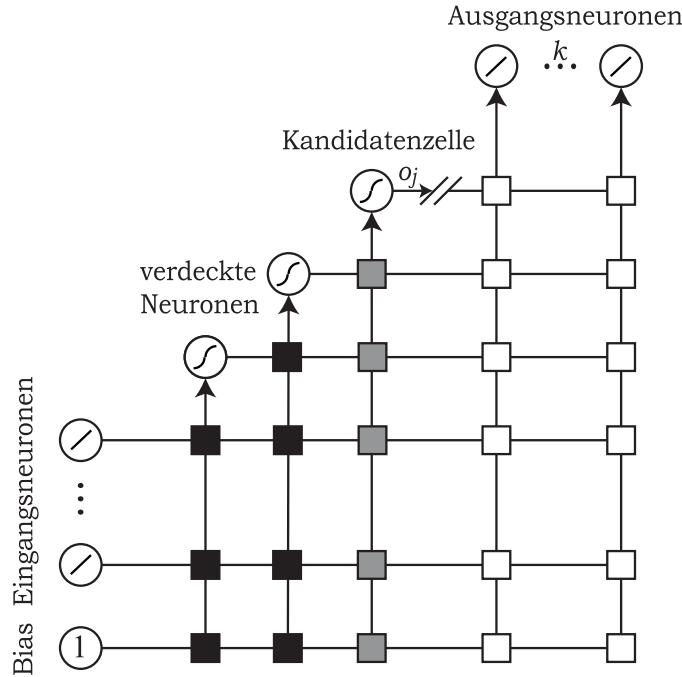 Ausgangsneuronen
k
...
Kandidatenzelle
oj
verdeckte
Neuronen
Eingangsneuronen
Bias
1